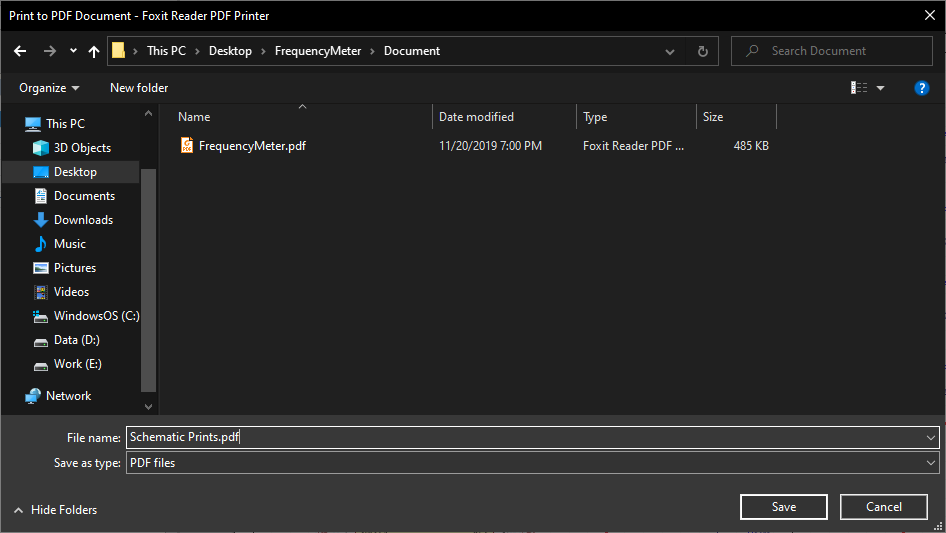 Print to PDF Document - Foxit Reader PDF Printer
This PC > Desktop > FrequencyMeter > Document
Search Document
Organize New folder
?
Name Date modified Type Size
FrequencyMeter.pdf 11/20/2019 7:00 PM Foxit Reader PDF ... 485 KB
PDF
This PC
3D Objects
Desktop
Documents
Downloads
Music
Pictures
Videos
WindowsOS (C:)
Data (D:)
Work (E:)
Network
File name: Schematic Prints.pdf
Save as type: PDF files
Hide Folders
Save Cancel